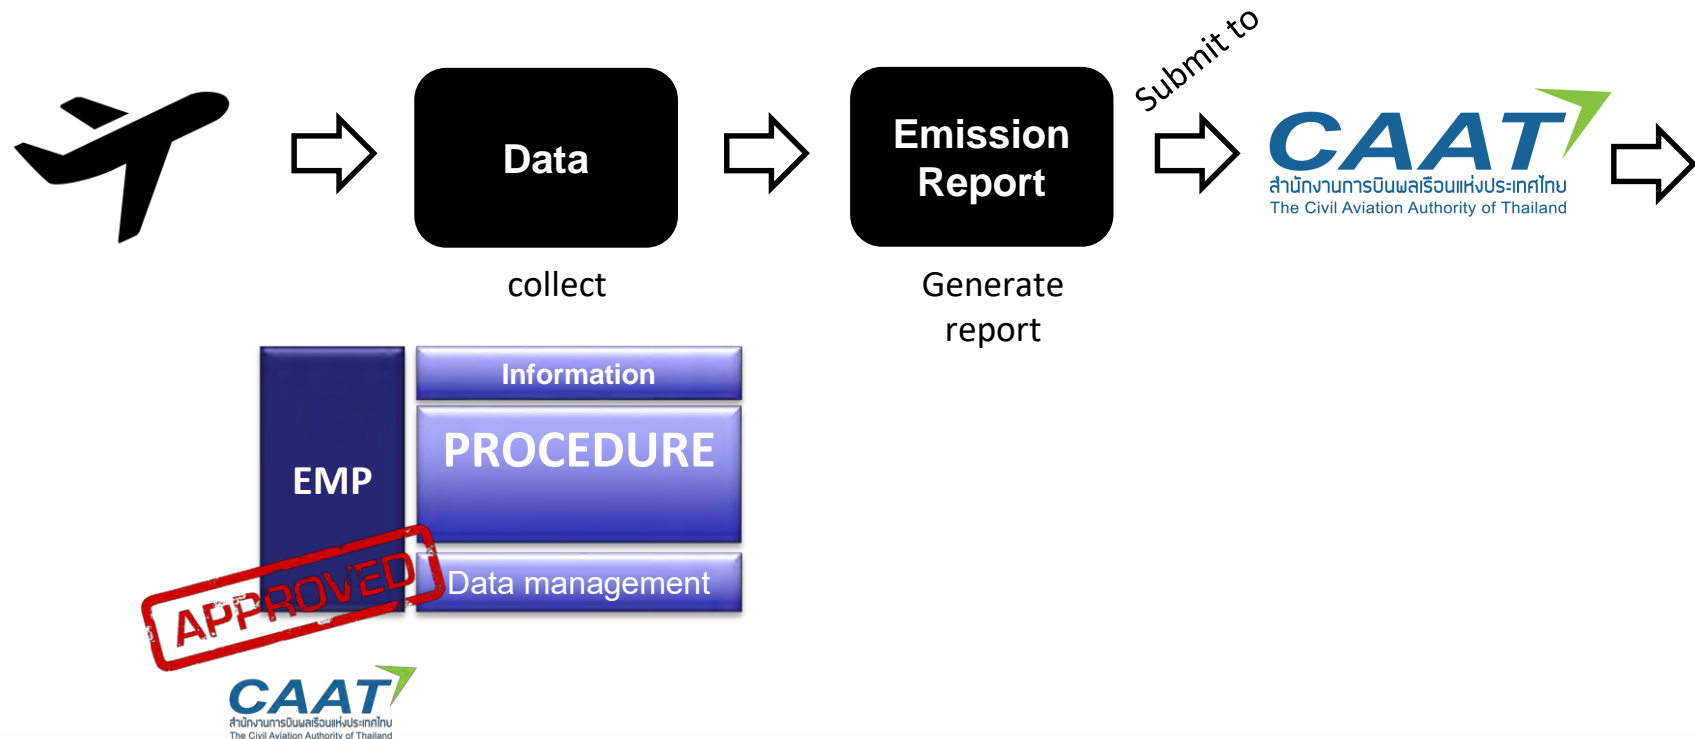 Submit to
Data
Emission
Report
CAAT
สำนักงานการบินพลเรือนแห่งประเทศไทย
The Civil Aviation Authority of Thailand
collect
Generate
report
EMP
Information
PROCEDURE
Data management
APPROVED
CAAT
สำนักงานการบินพลเรือนแห่งประเทศไทย
The Civil Aviation Authority of Thailand